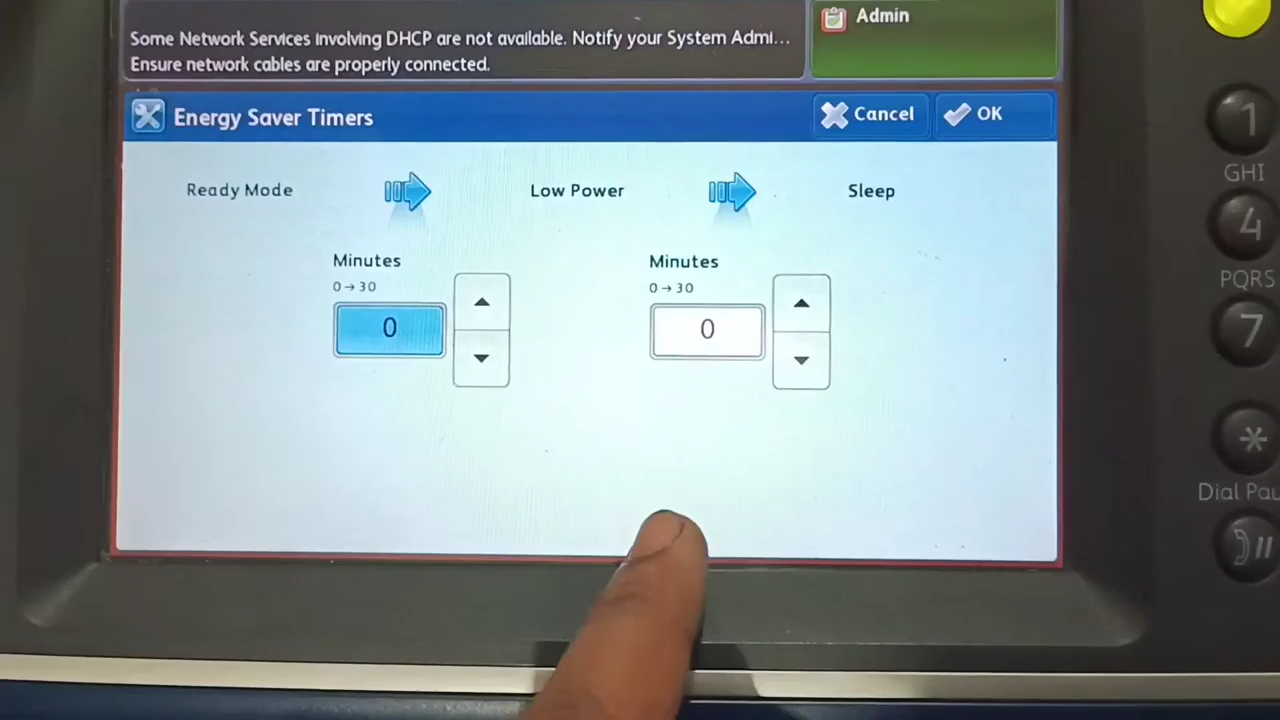 Admin
Some Network Services involving DHCP are not available. Notify your System Admi...
Ensure network cables are properly connected.
Energy Saver Timers
Cancel
OK
Ready Mode
Low Power
Sleep
Minutes
0→30
0
Minutes
0→30
0
1
GHI
4
PQRS
7
*
Dial Pau